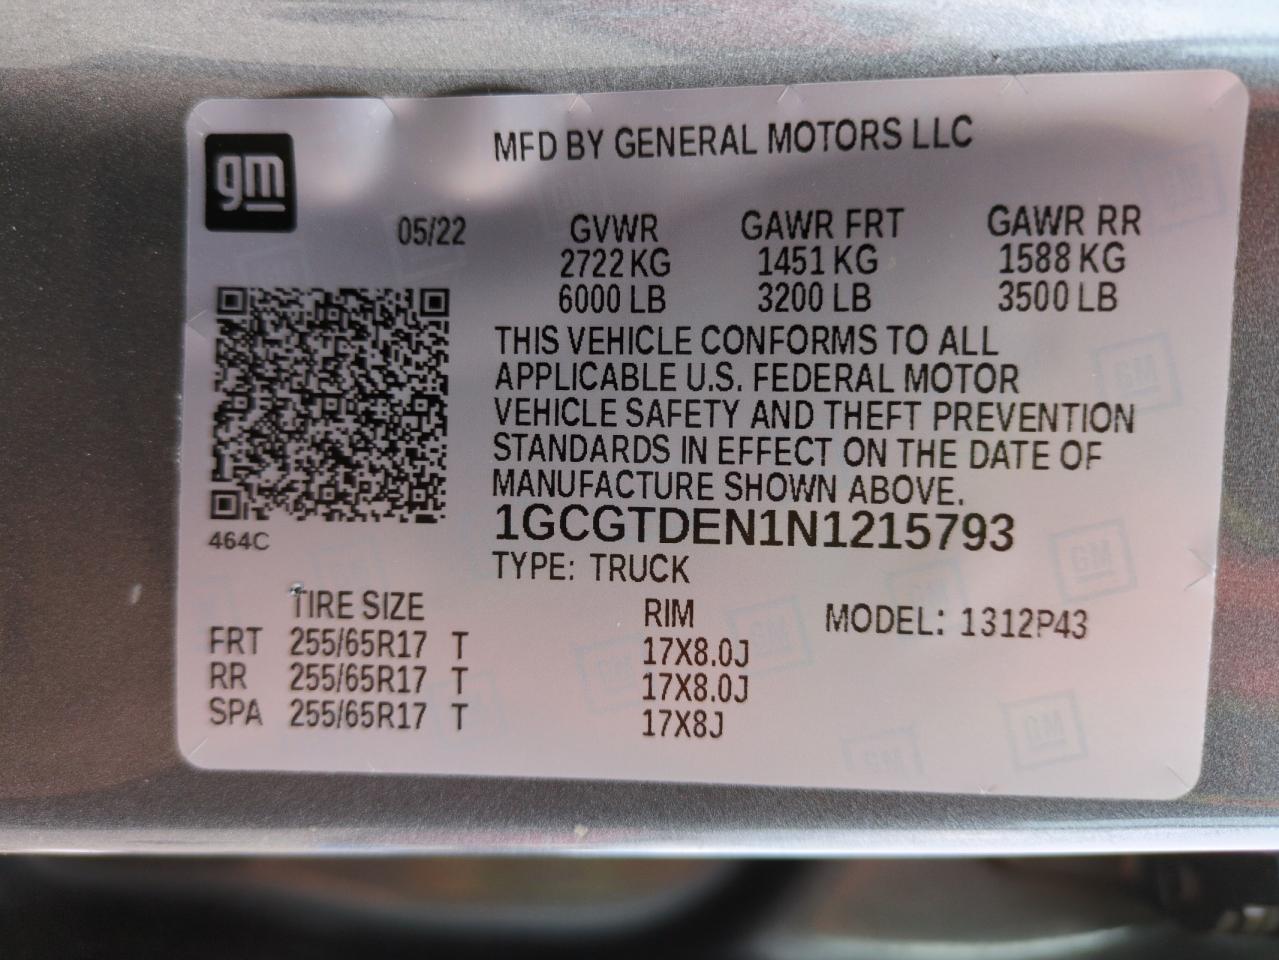 gm
MFD BY GENERAL MOTORS LLC
05/22 GVWR GAWR FRT GAWR RR
2722 KG 1451 KG 1588 KG
6000 LB 3200 LB 3500 LB
THIS VEHICLE CONFORMS TO ALL
APPLICABLE U.S. FEDERAL MOTOR
VEHICLE SAFETY AND THEFT PREVENTION
STANDARDS IN EFFECT ON THE DATE OF
MANUFACTURE SHOWN ABOVE.
1GCGTDEN1N1215793
464C
TYPE: TRUCK
TIRE SIZE RIM MODEL: 1312P43
FRT 255/65R17 T 17X8.0J
RR 255/65R17 T 17X8.0J
SPA 255/65R17 T 17X8J